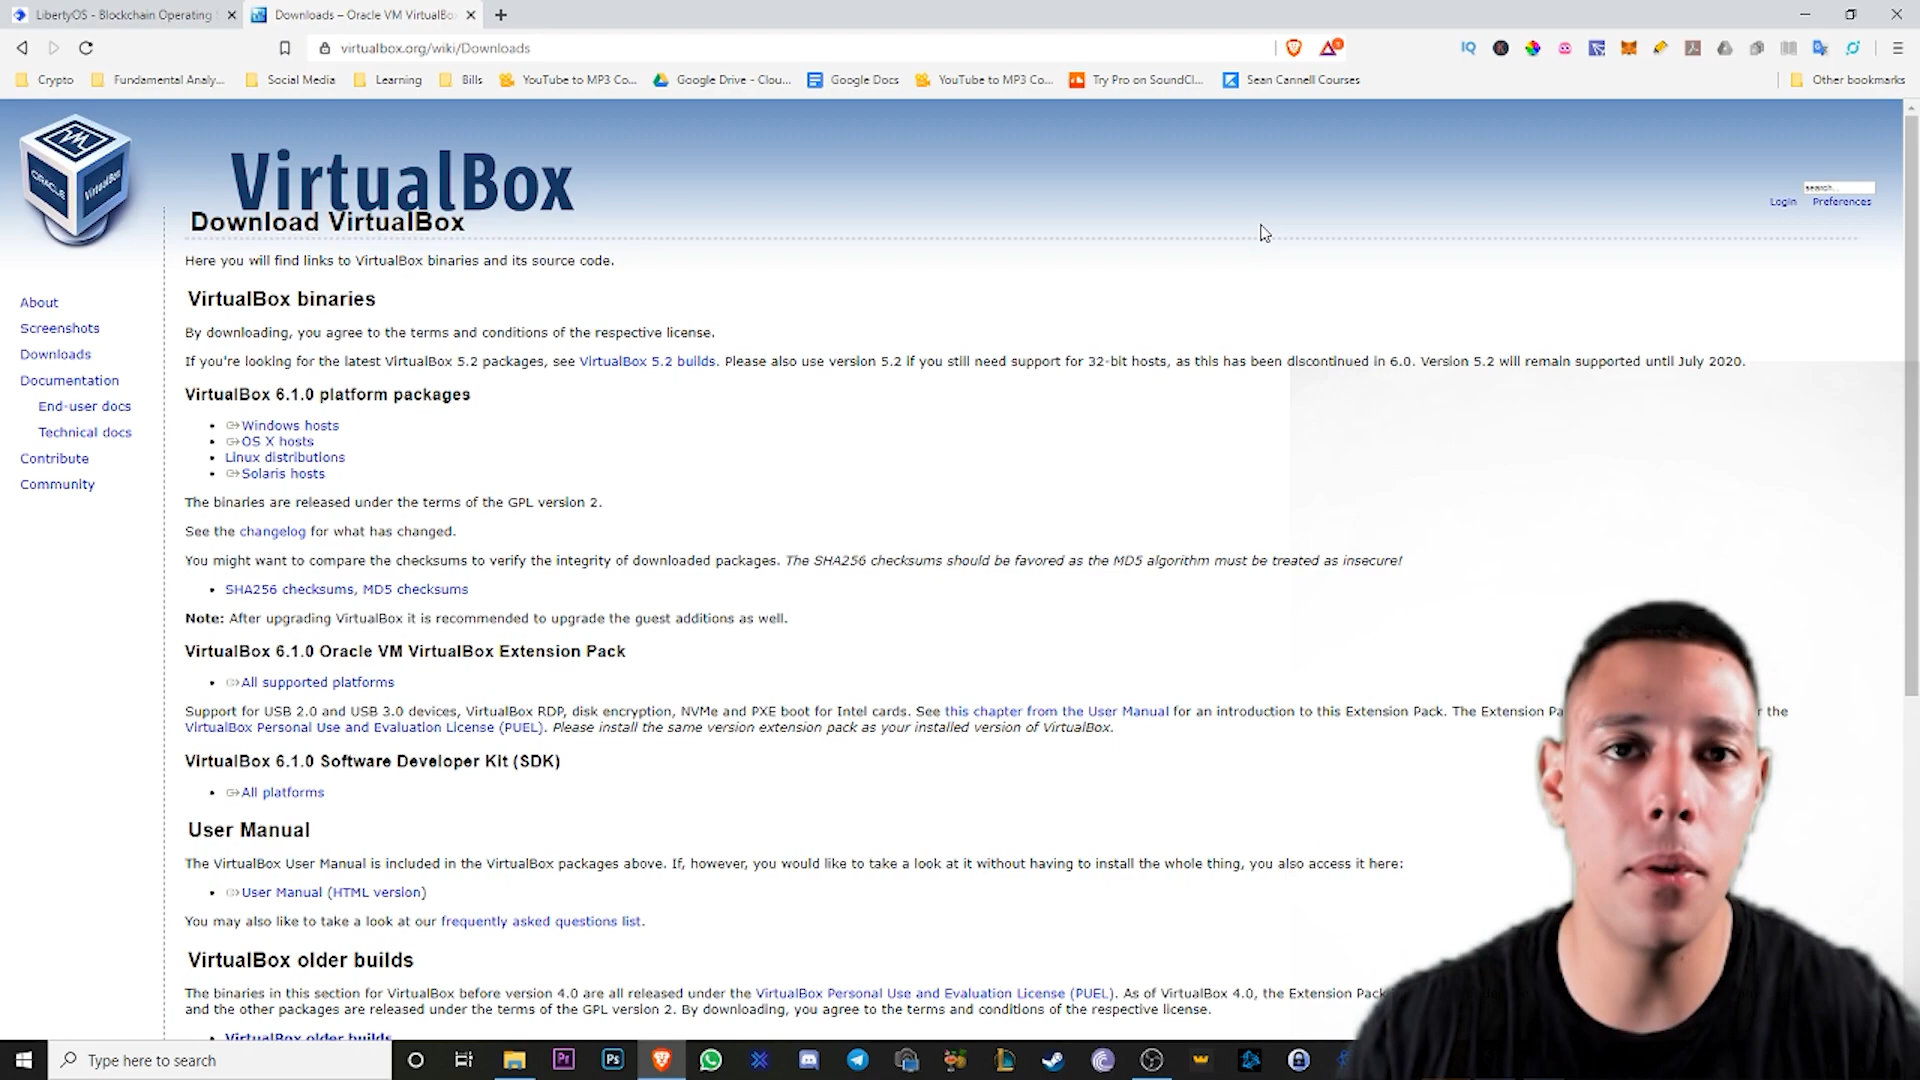 LibertyOS - Blockchain Operating
Downloads – Oracle VM VirtualBo
virtualbox.org/wiki/Downloads
Crypto
Fundamental Analy...
Social Media
Learning
Bills
YouTube to MP3 Co...
Google Drive - Clou...
Google Docs
YouTube to MP3 Co...
Try Pro on SoundCl...
Sean Cannell Courses
Other bookmarks
ORACLE
VirtualBox
VirtualBox
search...
Login Preferences
Download VirtualBox
Here you will find links to VirtualBox binaries and its source code.
About
Screenshots
Downloads
Documentation
End-user docs
Technical docs
Contribute
Community
VirtualBox binaries
By downloading, you agree to the terms and conditions of the respective license.
If you're looking for the latest VirtualBox 5.2 packages, see VirtualBox 5.2 builds. Please also use version 5.2 if you still need support for 32-bit hosts, as this has been discontinued in 6.0. Version 5.2 will remain supported until July 2020.
VirtualBox 6.1.0 platform packages
Windows hosts
OS X hosts
Linux distributions
Solaris hosts
The binaries are released under the terms of the GPL version 2.
See the changelog for what has changed.
You might want to compare the checksums to verify the integrity of downloaded packages. The SHA256 checksums should be favored as the MD5 algorithm must be treated as insecure!
SHA256 checksums, MD5 checksums
Note: After upgrading VirtualBox it is recommended to upgrade the guest additions as well.
VirtualBox 6.1.0 Oracle VM VirtualBox Extension Pack
All supported platforms
Support for USB 2.0 and USB 3.0 devices, VirtualBox RDP, disk encryption, NVMe and PXE boot for Intel cards. See this chapter from the User Manual for an introduction to this Extension Pack. The Extension Pa the
VirtualBox Personal Use and Evaluation License (PUEL). Please install the same version extension pack as your installed version of VirtualBox.
VirtualBox 6.1.0 Software Developer Kit (SDK)
All platforms
User Manual
The VirtualBox User Manual is included in the VirtualBox packages above. If, however, you would like to take a look at it without having to install the whole thing, you also access it here:
User Manual (HTML version)
You may also like to take a look at our frequently asked questions list.
VirtualBox older builds
The binaries in this section for VirtualBox before version 4.0 are all released under the VirtualBox Personal Use and Evaluation License (PUEL). As of VirtualBox 4.0, the Extension Pack
and the other packages are released under the terms of the GPL version 2. By downloading, you agree to the terms and conditions of the respective license.
VirtualBox older builds
Type here to search